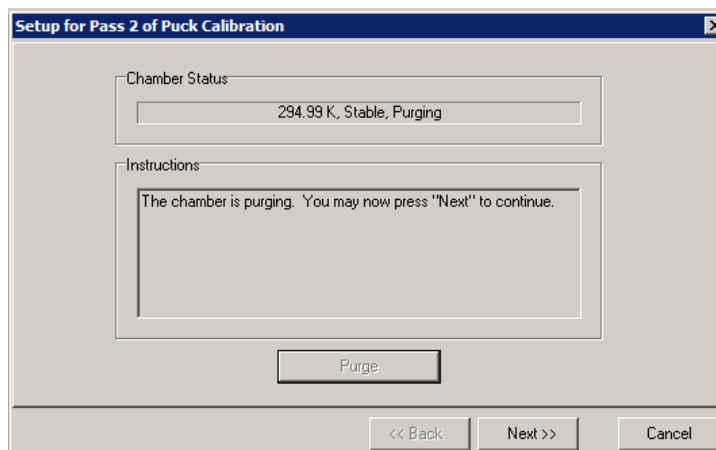 Setup for Pass 2 of Puck Calibration
Chamber Status
294.99 K, Stable, Purging
Instructions
The chamber is purging.  You may now press "Next" to continue.
Purge
<< Back
Next >>
Cancel